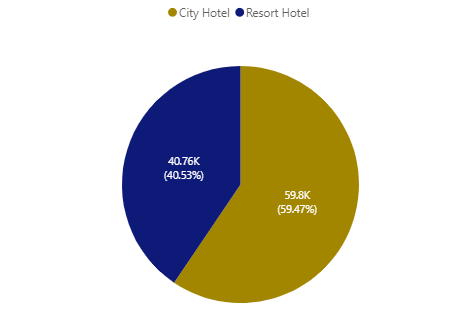 City Hotel Resort Hotel
40.76K
(40.53%)
59.8K
(59.47%)